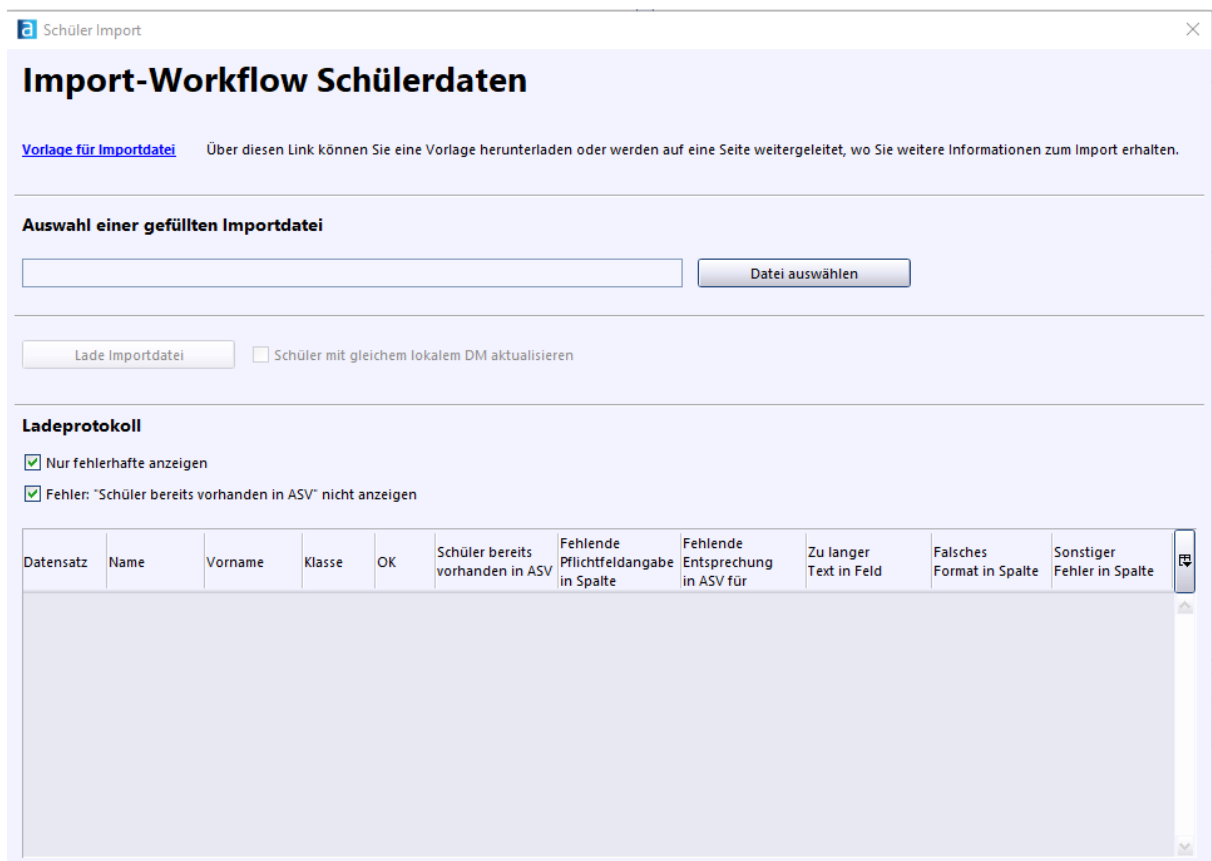 Schüler Import
Import-Workflow Schülerdaten
Vorlage für Importdatei Über diesen Link können Sie eine Vorlage herunterladen oder werden auf eine Seite weitergeleitet, wo Sie weitere Informationen zum Import erhalten.
Auswahl einer gefüllten Importdatei
Datei auswählen
Lade Importdatei Schüler mit gleichem lokalem DM aktualisieren
Ladeprotokoll
Nur fehlerhafte anzeigen
Fehler: "Schüler bereits vorhanden in ASV" nicht anzeigen
Datensatz
Name
Vorname
Klasse
OK
Schüler bereits
vorhanden in ASV
Fehlende
Pflichtfeldangabe
in Spalte
Fehlende
Entsprechung
in ASV für
Zu langer
Text in Feld
Falsches
Format in Spalte
Sonstiger
Fehler in Spalte